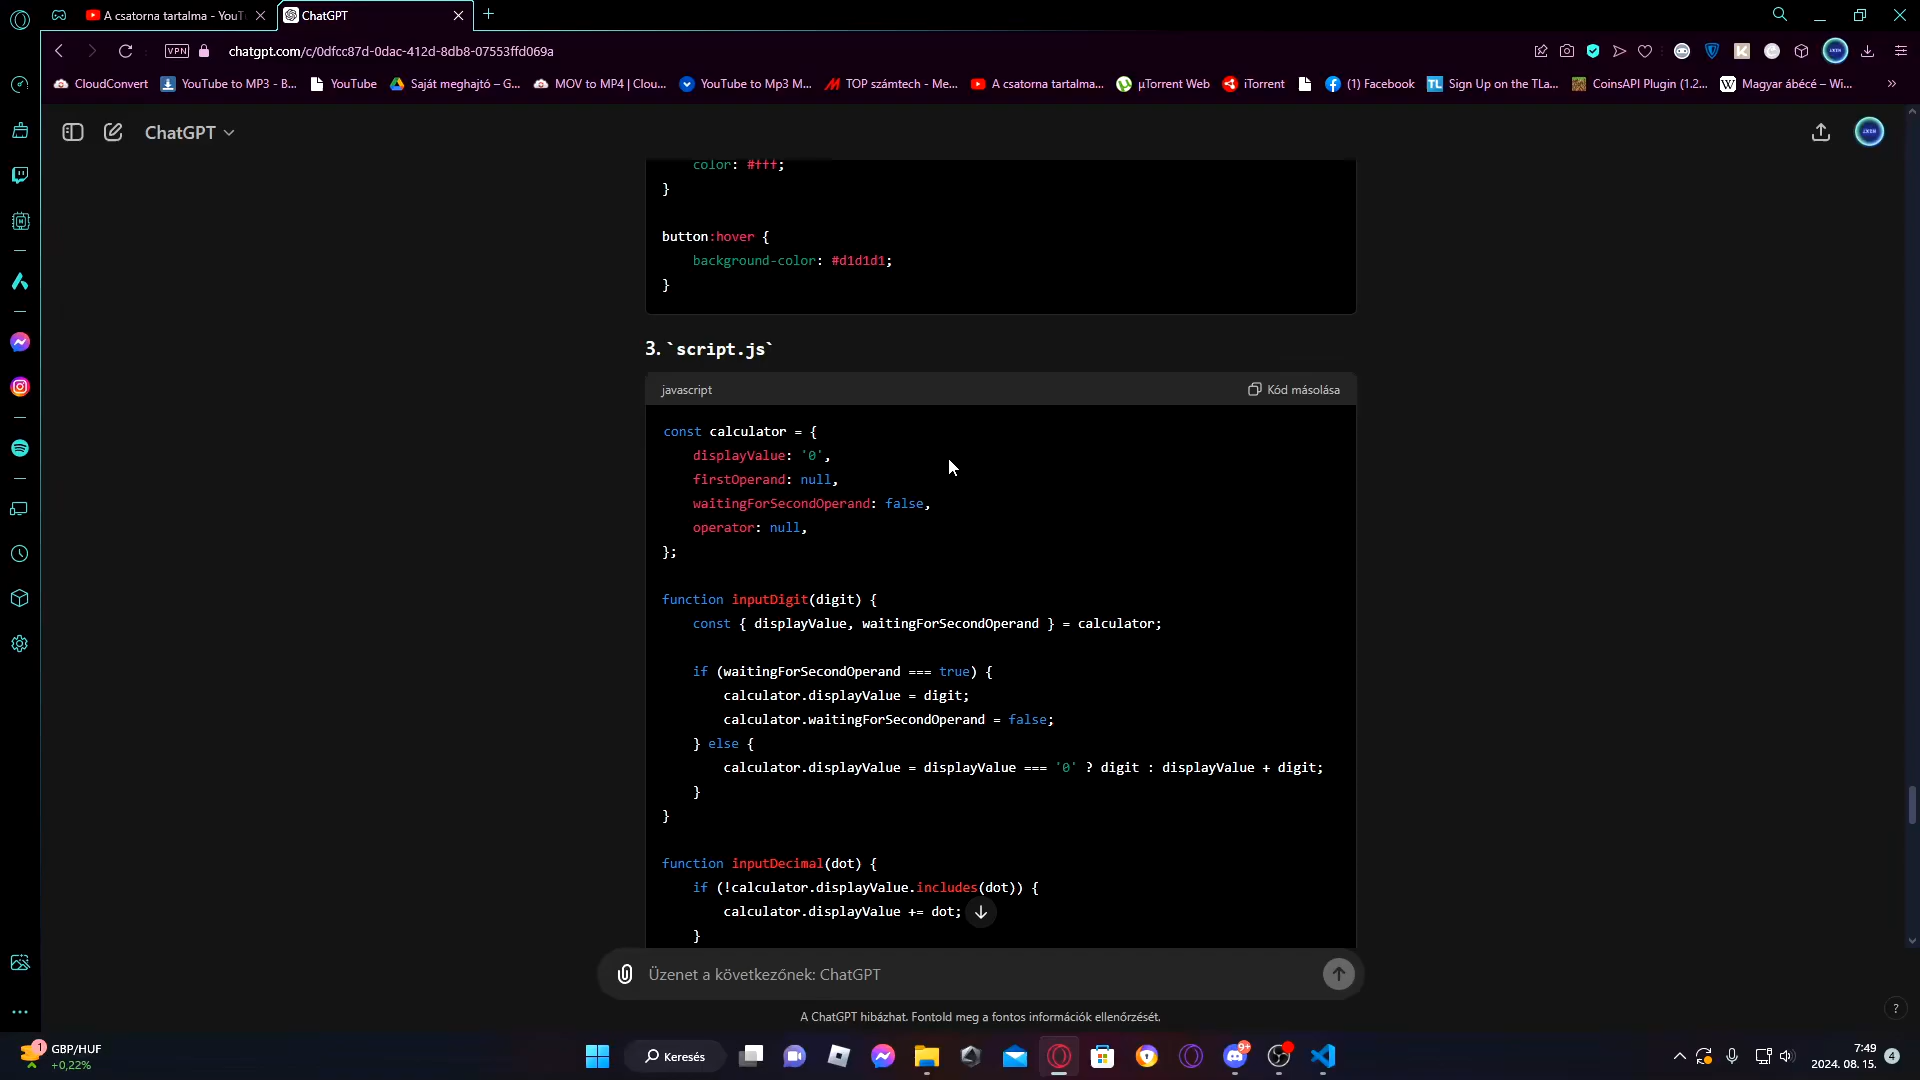 A csatorna tartalma - YouT
ChatGPT
VPN
chatgpt.com/c/0dfcc87d-0dac-412d-8db8-07553ffd069a
CloudConvert
YouTube to MP3 - B...
YouTube
Saját meghajtó – G...
MOV to MP4 | Clou...
YouTube to Mp3 M...
TOP számtech - Me...
A csatorna tartalma...
µTorrent Web
iTorrent
(1) Facebook
TL
Sign Up on the TLa...
CoinsAPI Plugin (1.2...
W
Magyar ábécé – Wi...
ChatGPT
color: #fff;
}
button:hover {
background-color: #d1d1d1;
}
3. `script.js`
javascript
Kód másolása
const calculator = {
displayValue: '0',
firstOperand: null,
waitingForSecondOperand: false,
operator: null,
};
function inputDigit(digit) {
const { displayValue, waitingForSecondOperand } = calculator;
if (waitingForSecondOperand === true) {
calculator.displayValue = digit;
calculator.waitingForSecondOperand = false;
} else {
calculator.displayValue = displayValue === '0' ? digit : displayValue + digit;
}
}
function inputDecimal(dot) {
if (!calculator.displayValue.includes(dot)) {
calculator.displayValue += dot;
}
Üzenet a következőnek: ChatGPT
A ChatGPT hibázhat. Fontold meg a fontos információk ellenőrzését.
?
1
GBP/HUF
+0,22%
Keresés
9+
7:49
2024. 08. 15.
4